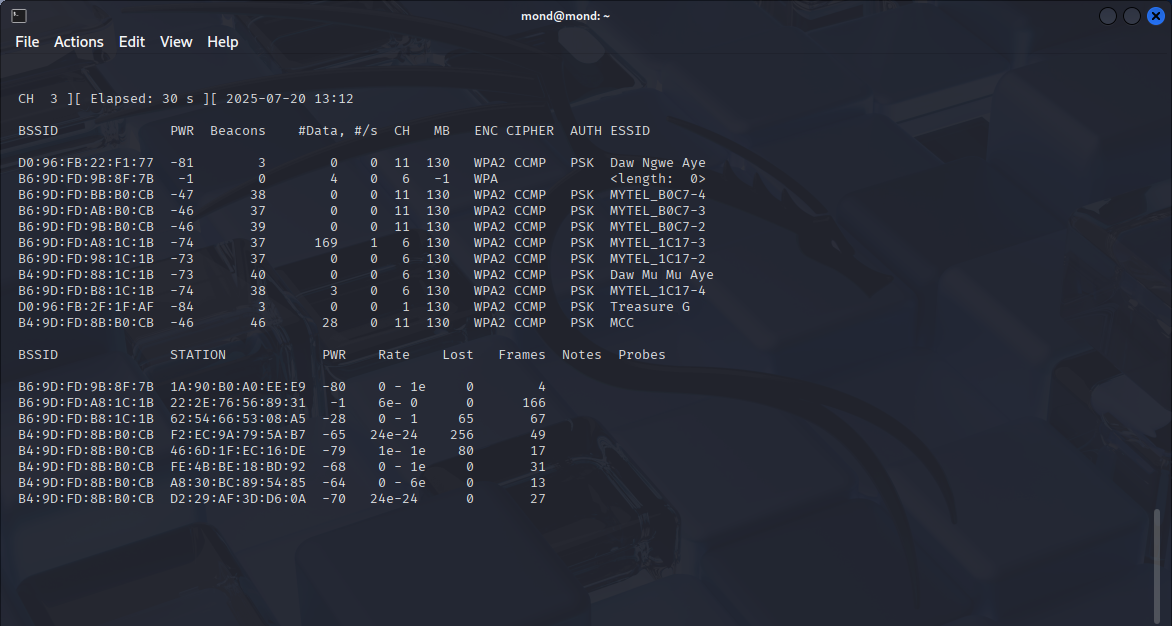 mond@mond: ~
File Actions Edit View Help
CH 3 ][ Elapsed: 30 s ][ 2025-07-20 13:12
BSSID PWR Beacons #Data, #/s CH MB ENC CIPHER AUTH ESSID
D0:96:FB:22:F1:77 -81 3 0 0 11 130 WPA2 CCMP PSK Daw Ngwe Aye
B6:9D:FD:9B:8F:7B -1 0 4 0 6 -1 WPA <length: 0>
B6:9D:FD:BB:B0:CB -47 38 0 0 11 130 WPA2 CCMP PSK MYTEL_B0C7-4
B6:9D:FD:AB:B0:CB -46 37 0 0 11 130 WPA2 CCMP PSK MYTEL_B0C7-3
B6:9D:FD:9B:B0:CB -46 39 0 0 11 130 WPA2 CCMP PSK MYTEL_B0C7-2
B6:9D:FD:A8:1C:1B -74 37 169 1 6 130 WPA2 CCMP PSK MYTEL_1C17-3
B6:9D:FD:98:1C:1B -73 37 0 0 6 130 WPA2 CCMP PSK MYTEL_1C17-2
B4:9D:FD:88:1C:1B -73 40 0 0 6 130 WPA2 CCMP PSK Daw Mu Mu Aye
B6:9D:FD:B8:1C:1B -74 38 3 0 6 130 WPA2 CCMP PSK MYTEL_1C17-4
D0:96:FB:2F:1F:AF -84 3 0 0 1 130 WPA2 CCMP PSK Treasure G
B4:9D:FD:8B:B0:CB -46 46 28 0 11 130 WPA2 CCMP PSK MCC
BSSID STATION PWR Rate Lost Frames Notes Probes
B6:9D:FD:9B:8F:7B 1A:90:B0:A0:EE:E9 -80 0 - 1e 0 4
B6:9D:FD:A8:1C:1B 22:2E:76:56:89:31 -1 6e- 0 0 166
B6:9D:FD:B8:1C:1B 62:54:66:53:08:A5 -28 0 - 1 65 67
B4:9D:FD:8B:B0:CB F2:EC:9A:79:5A:B7 -65 24e-24 256 49
B4:9D:FD:8B:B0:CB 46:6D:1F:EC:16:DE -79 1e- 1e 80 17
B4:9D:FD:8B:B0:CB FE:4B:BE:18:BD:92 -68 0 - 1e 0 31
B4:9D:FD:8B:B0:CB A8:30:BC:89:54:85 -64 0 - 6e 0 13
B4:9D:FD:8B:B0:CB D2:29:AF:3D:D6:0A -70 24e-24 0 27